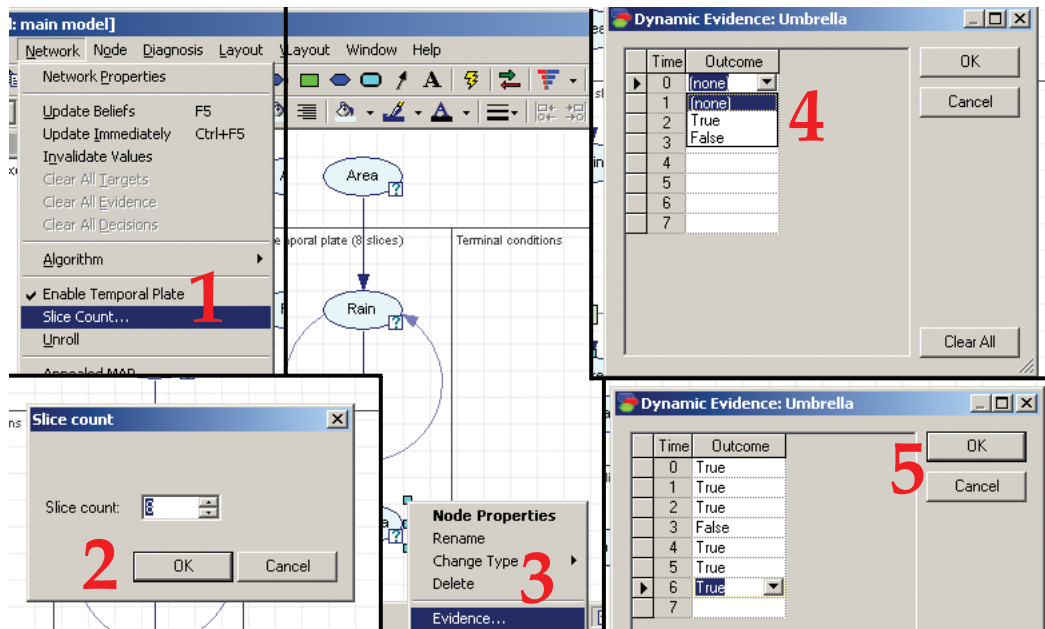 : main model]
Network Node Diagnosis Layout Layout Window Help
Network Properties
Update Beliefs F5
Update Immediately Ctrl+F5
Invalidate Values
Clear All Targets
Clear All Evidence
Clear All Decisions
Algorithm
Enable Temporal Plate
Slice Count...
Unroll
1
A
Area
?
poral plate (8 slices)
Terminal conditions
Rain
?
Slice count
Slice count: 8
OK Cancel
2
Node Properties
Rename
Change Type
Delete
Evidence...
3
Dynamic Evidence: Umbrella
Time Outcome
0 (none)
1 (none)
2 True
3 False
4
5
6
7
OK
Cancel
Clear All
4
Dynamic Evidence: Umbrella
Time Outcome
0 True
1 True
2 True
3 False
4 True
5 True
6 True
7
OK
Cancel
5